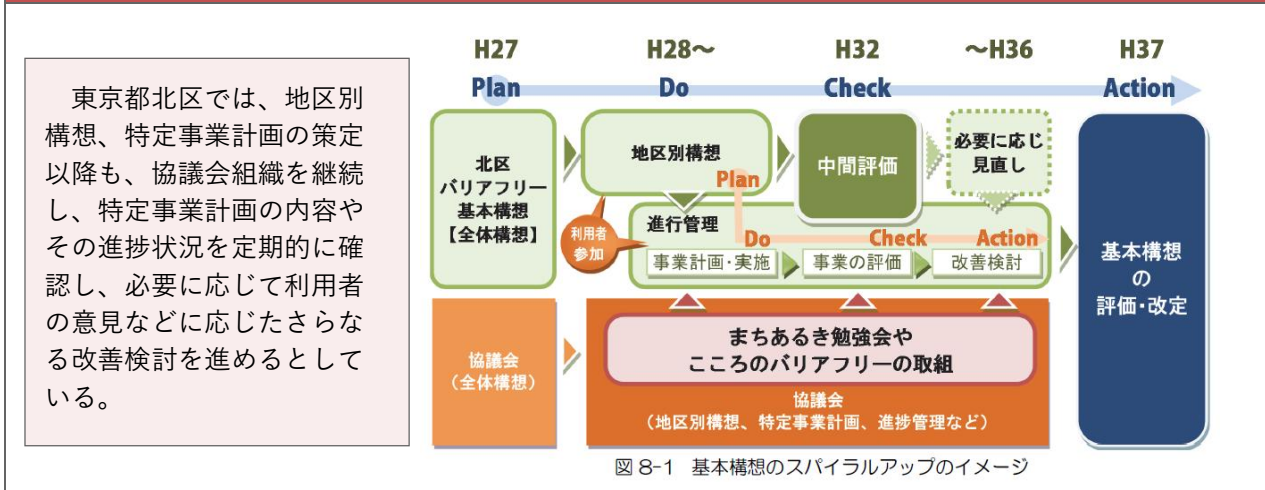 東京都北区では、地区別
構想、特定事業計画の策定
以降も、協議会組織を継続
し、特定事業計画の内容や
その進捗状況を定期的に確
認し、必要に応じて利用者
の意見などに応じたさらな
る改善検討を進めるとして
いる。
H27
H28～
H32
～H36
H37
Plan
Do
Check
Action
北区
バリアフリー
基本構想
【全体構想】
地区別構想
Plan
中間評価
必要に応じ
見直し
利用者
参加
進行管理
Do
Check
Action
事業計画・実施
事業の評価
改善検討
基本構想
の
評価・改定
協議会
（全体構想）
まちあるき勉強会や
こころのバリアフリーの取組
協議会
（地区別構想、特定事業計画、進捗管理など）
図 8-1 基本構想のスパイラルアップのイメージ